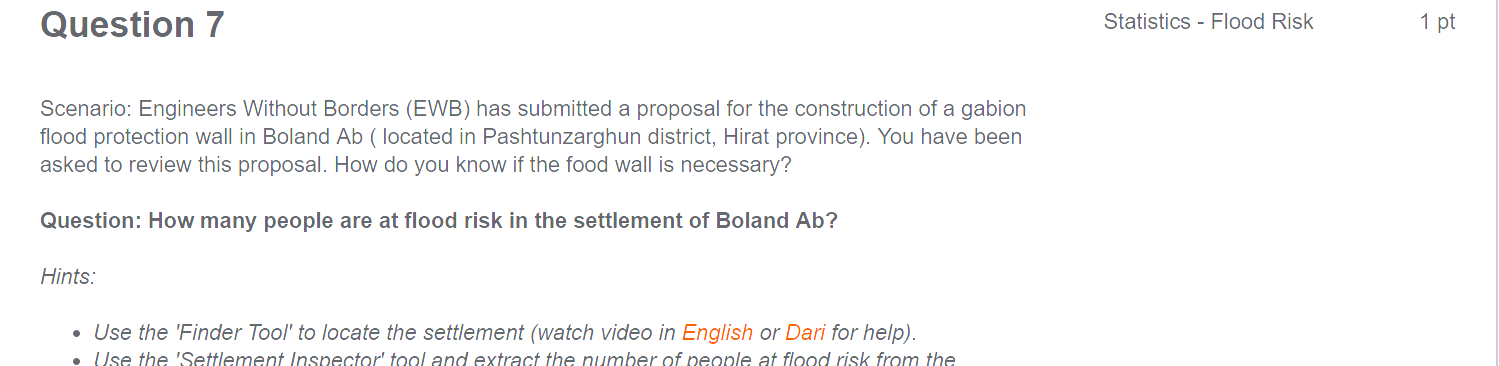 Question 7
Statistics - Flood Risk
1 pt
Scenario: Engineers Without Borders (EWB) has submitted a proposal for the construction of a gabion
flood protection wall in Boland Ab ( located in Pashtunzarghun district, Hirat province). You have been
asked to review this proposal. How do you know if the food wall is necessary?
Question: How many people are at flood risk in the settlement of Boland Ab?
Hints:
• Use the 'Finder Tool' to locate the settlement (watch video in English or Dari for help).
• Use the 'Settlement Inspector' tool and extract the number of people at flood risk from the